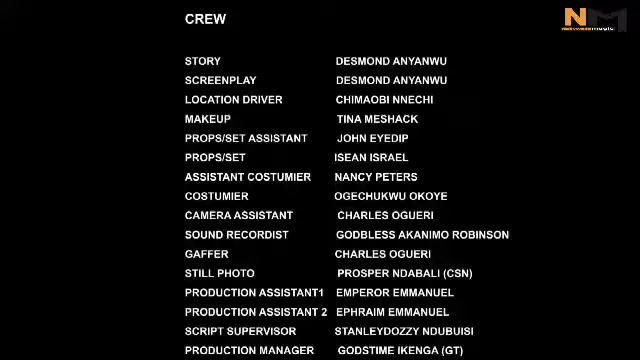 CREW
NM
nollywoodmagic
STORY DESMOND ANYANWU
SCREENPLAY DESMOND ANYANWU
LOCATION DRIVER CHIMAOBI NNECHI
MAKEUP TINA MESHACK
PROPS/SET ASSISTANT JOHN EYEDIP
PROPS/SET ISEAN ISRAEL
ASSISTANT COSTUMIER NANCY PETERS
COSTUMIER OGECHUKWU OKOYE
CAMERA ASSISTANT CHARLES OGUERI
SOUND RECORDIST GODBLESS AKANIMO ROBINSON
GAFFER CHARLES OGUERI
STILL PHOTO PROSPER NDABALI (CSN)
PRODUCTION ASSISTANT1 EMPEROR EMMANUEL
PRODUCTION ASSISTANT 2 EPHRAIM EMMANUEL
SCRIPT SUPERVISOR STANLEYDOZZY NDUBUISI
PRODUCTION MANAGER GODSTIME IKENGA (GT)